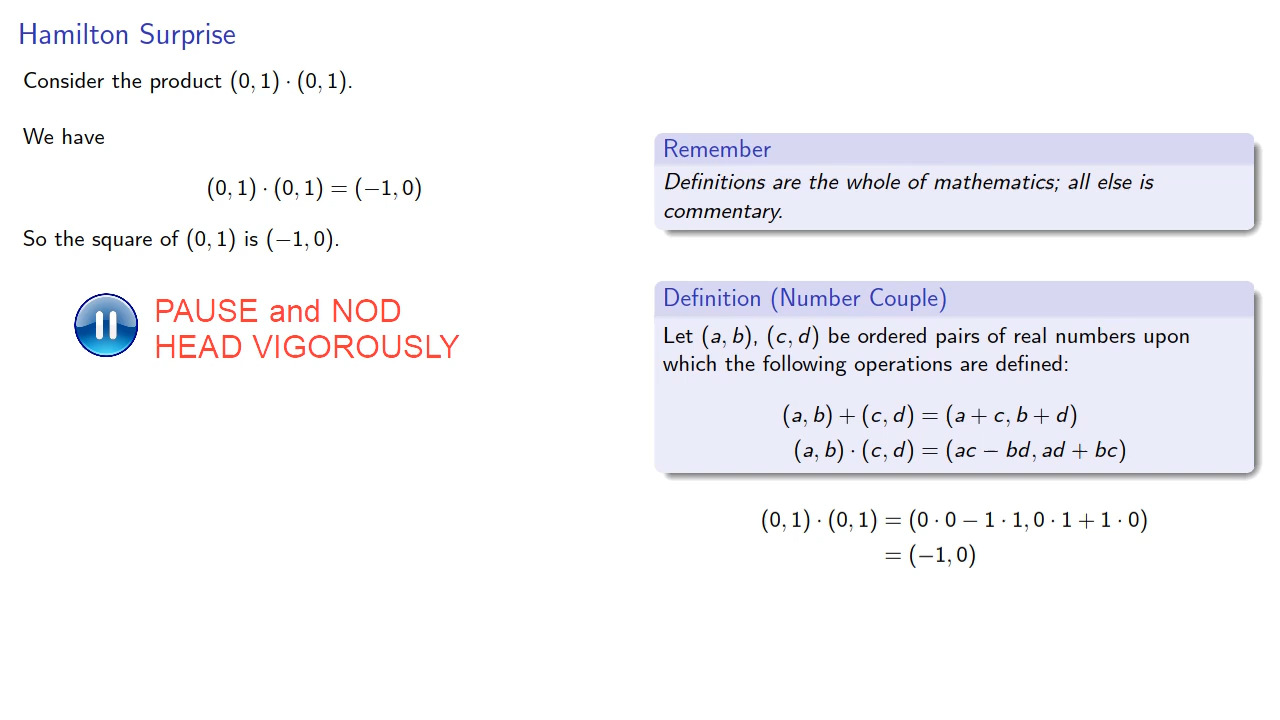 Hamilton Surprise
Consider the product (0, 1) · (0, 1).
We have
(0, 1) · (0, 1) = (−1, 0)
So the square of (0, 1) is (−1, 0).
PAUSE and NOD
HEAD VIGOROUSLY
Remember
Definitions are the whole of mathematics; all else is
commentary.
Definition (Number Couple)
Let (a, b), (c, d) be ordered pairs of real numbers upon
which the following operations are defined:
(a, b) + (c, d) = (a + c, b + d)
(a, b) · (c, d) = (ac − bd, ad + bc)
(0, 1) · (0, 1) = (0 · 0 − 1 · 1, 0 · 1 + 1 · 0)
= (−1, 0)